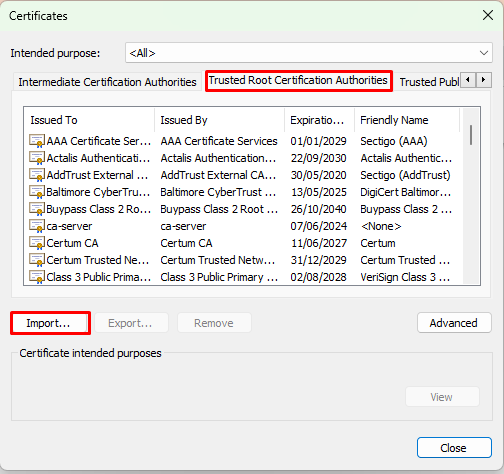 Certificates
Intended purpose: <All>
Intermediate Certification Authorities Trusted Root Certification Authorities Trusted Publ
Issued To Issued By Expiratio... Friendly Name
AAA Certificate Ser... AAA Certificate Services 01/01/2029 Sectigo (AAA)
Actalis Authentication... Actalis Authentication... 22/09/2030 Actalis Authenticati...
AddTrust External ... AddTrust External CA... 30/05/2020 Sectigo (AddTrust)
Baltimore CyberTru... Baltimore CyberTrust ... 13/05/2025 DigiCert Baltimor...
Buypass Class 2 Ro... Buypass Class 2 Root ... 26/10/2040 Buypass Class 2 ...
ca-server ca-server 07/06/2024 <None>
Certum CA Certum CA 11/06/2027 Certum
Certum Trusted Ne... Certum Trusted Netw... 31/12/2029 Certum Trusted ...
Class 3 Public Prima... Class 3 Public Primary ... 02/08/2028 VeriSign Class 3 ...
Import... Export... Remove Advanced
Certificate intended purposes
View
Close